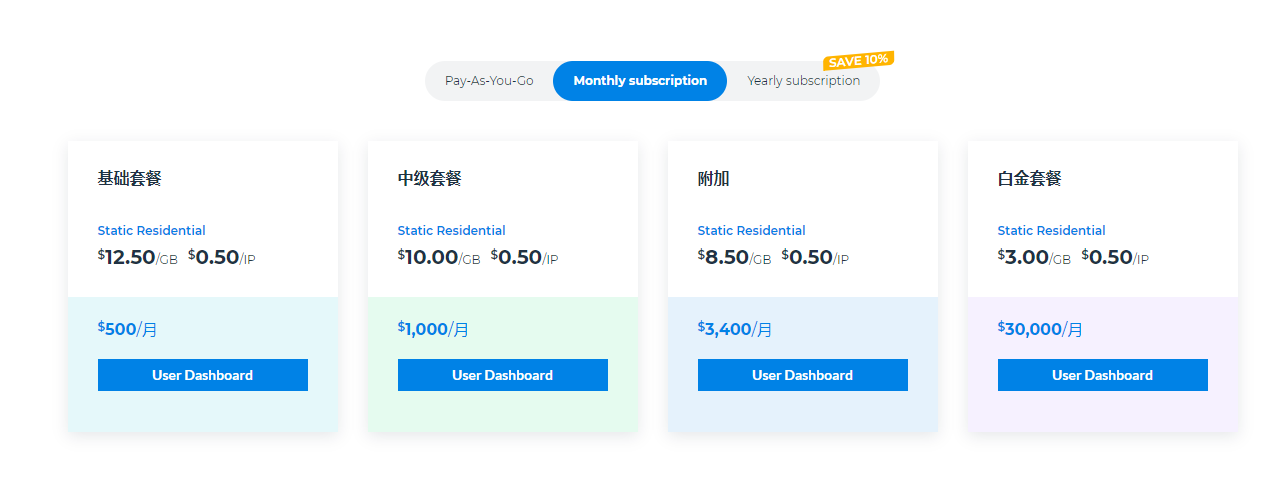 SAVE 10%
Pay-As-You-Go Monthly subscription Yearly subscription
基础套餐
Static Residential
$12.50/GB $0.50/IP
$500/月
User Dashboard
中级套餐
Static Residential
$10.00/GB $0.50/IP
$1,000/月
User Dashboard
附加
Static Residential
$8.50/GB $0.50/IP
$3,400/月
User Dashboard
白金套餐
Static Residential
$3.00/GB $0.50/IP
$30,000/月
User Dashboard